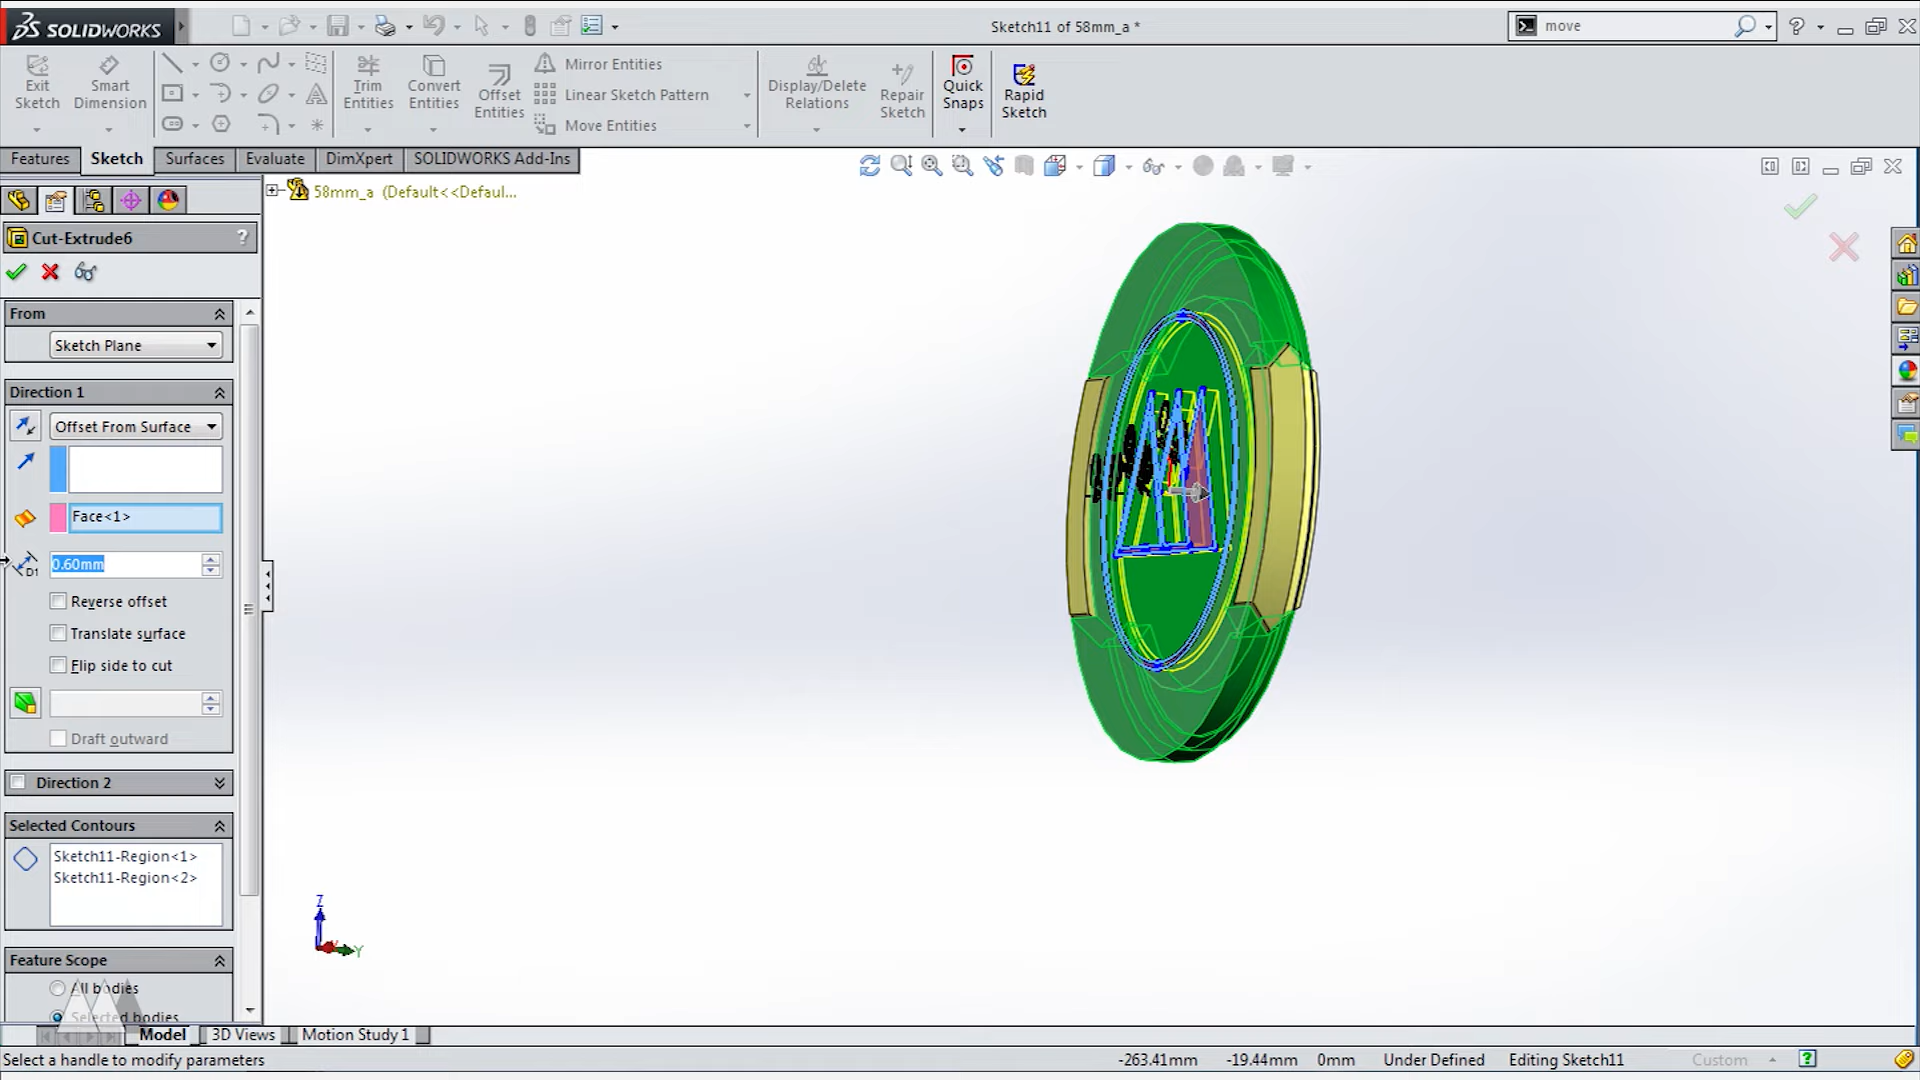 SOLIDWORKS
Sketch11 of 58mm_a *
move
Exit Sketch
Smart Dimension
Trim Entities
Convert Entities
Offset Entities
Mirror Entities
Linear Sketch Pattern
Move Entities
Display/Delete Relations
Repair Sketch
Quick Snaps
Rapid Sketch
Features
Sketch
Surfaces
Evaluate
DimXpert
SOLIDWORKS Add-Ins
58mm_a (Default<<Defaul...
Cut-Extrude6
?
From
Sketch Plane
Direction 1
Offset From Surface
Face<1>
D1
0.60mm
Reverse offset
Translate surface
Flip side to cut
Draft outward
Direction 2
Selected Contours
Sketch11-Region<1>
Sketch11-Region<2>
Feature Scope
All bodies
Selected bodies
Z
Y
Model
3D Views
Motion Study 1
Select a handle to modify parameters
-263.41mm
-19.44mm
0mm
Under Defined
Editing Sketch11
Custom
?